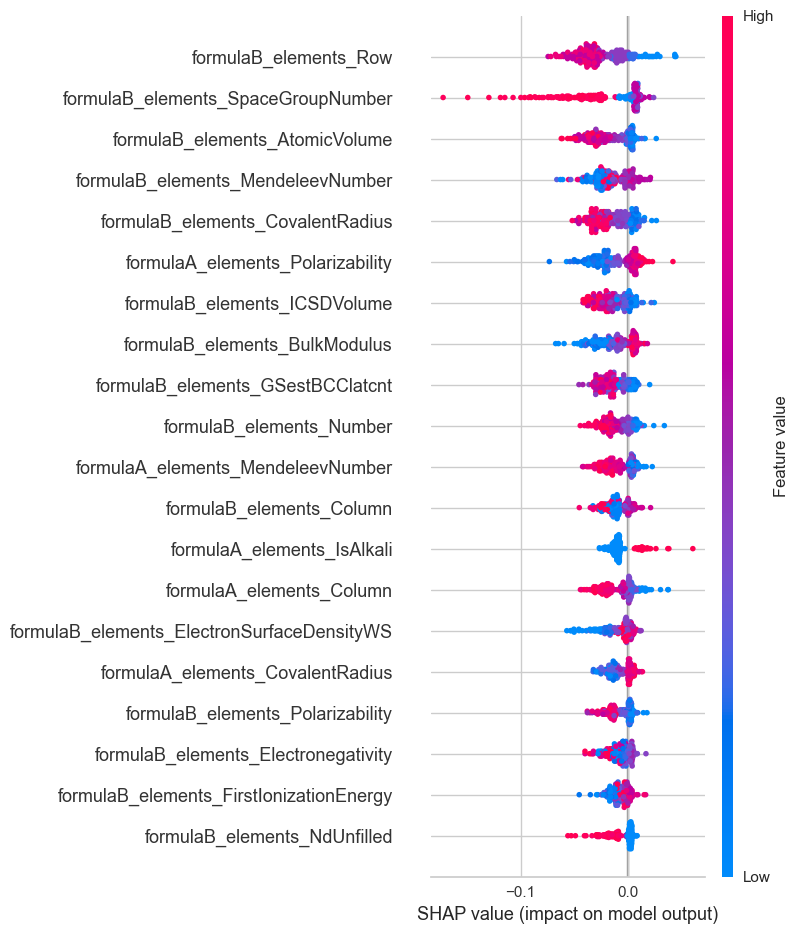 High
formulaB_elements_Row
formulaB_elements_SpaceGroupNumber
formulaB_elements_AtomicVolume
formulaB_elements_MendeleevNumber
formulaB_elements_CovalentRadius
formulaA_elements_Polarizability
formulaB_elements_ICSDVolume
formulaB_elements_BulkModulus
formulaB_elements_GSestBCClatcnt
formulaB_elements_Number
formulaA_elements_MendeleevNumber
formulaB_elements_Column
formulaA_elements_IsAlkali
formulaA_elements_Column
formulaB_elements_ElectronSurfaceDensityWS
formulaA_elements_CovalentRadius
formulaB_elements_Polarizability
formulaB_elements_Electronegativity
formulaB_elements_FirstIonizationEnergy
formulaB_elements_NdUnfilled
Feature value
Low
−0.1 0.0
SHAP value (impact on model output)